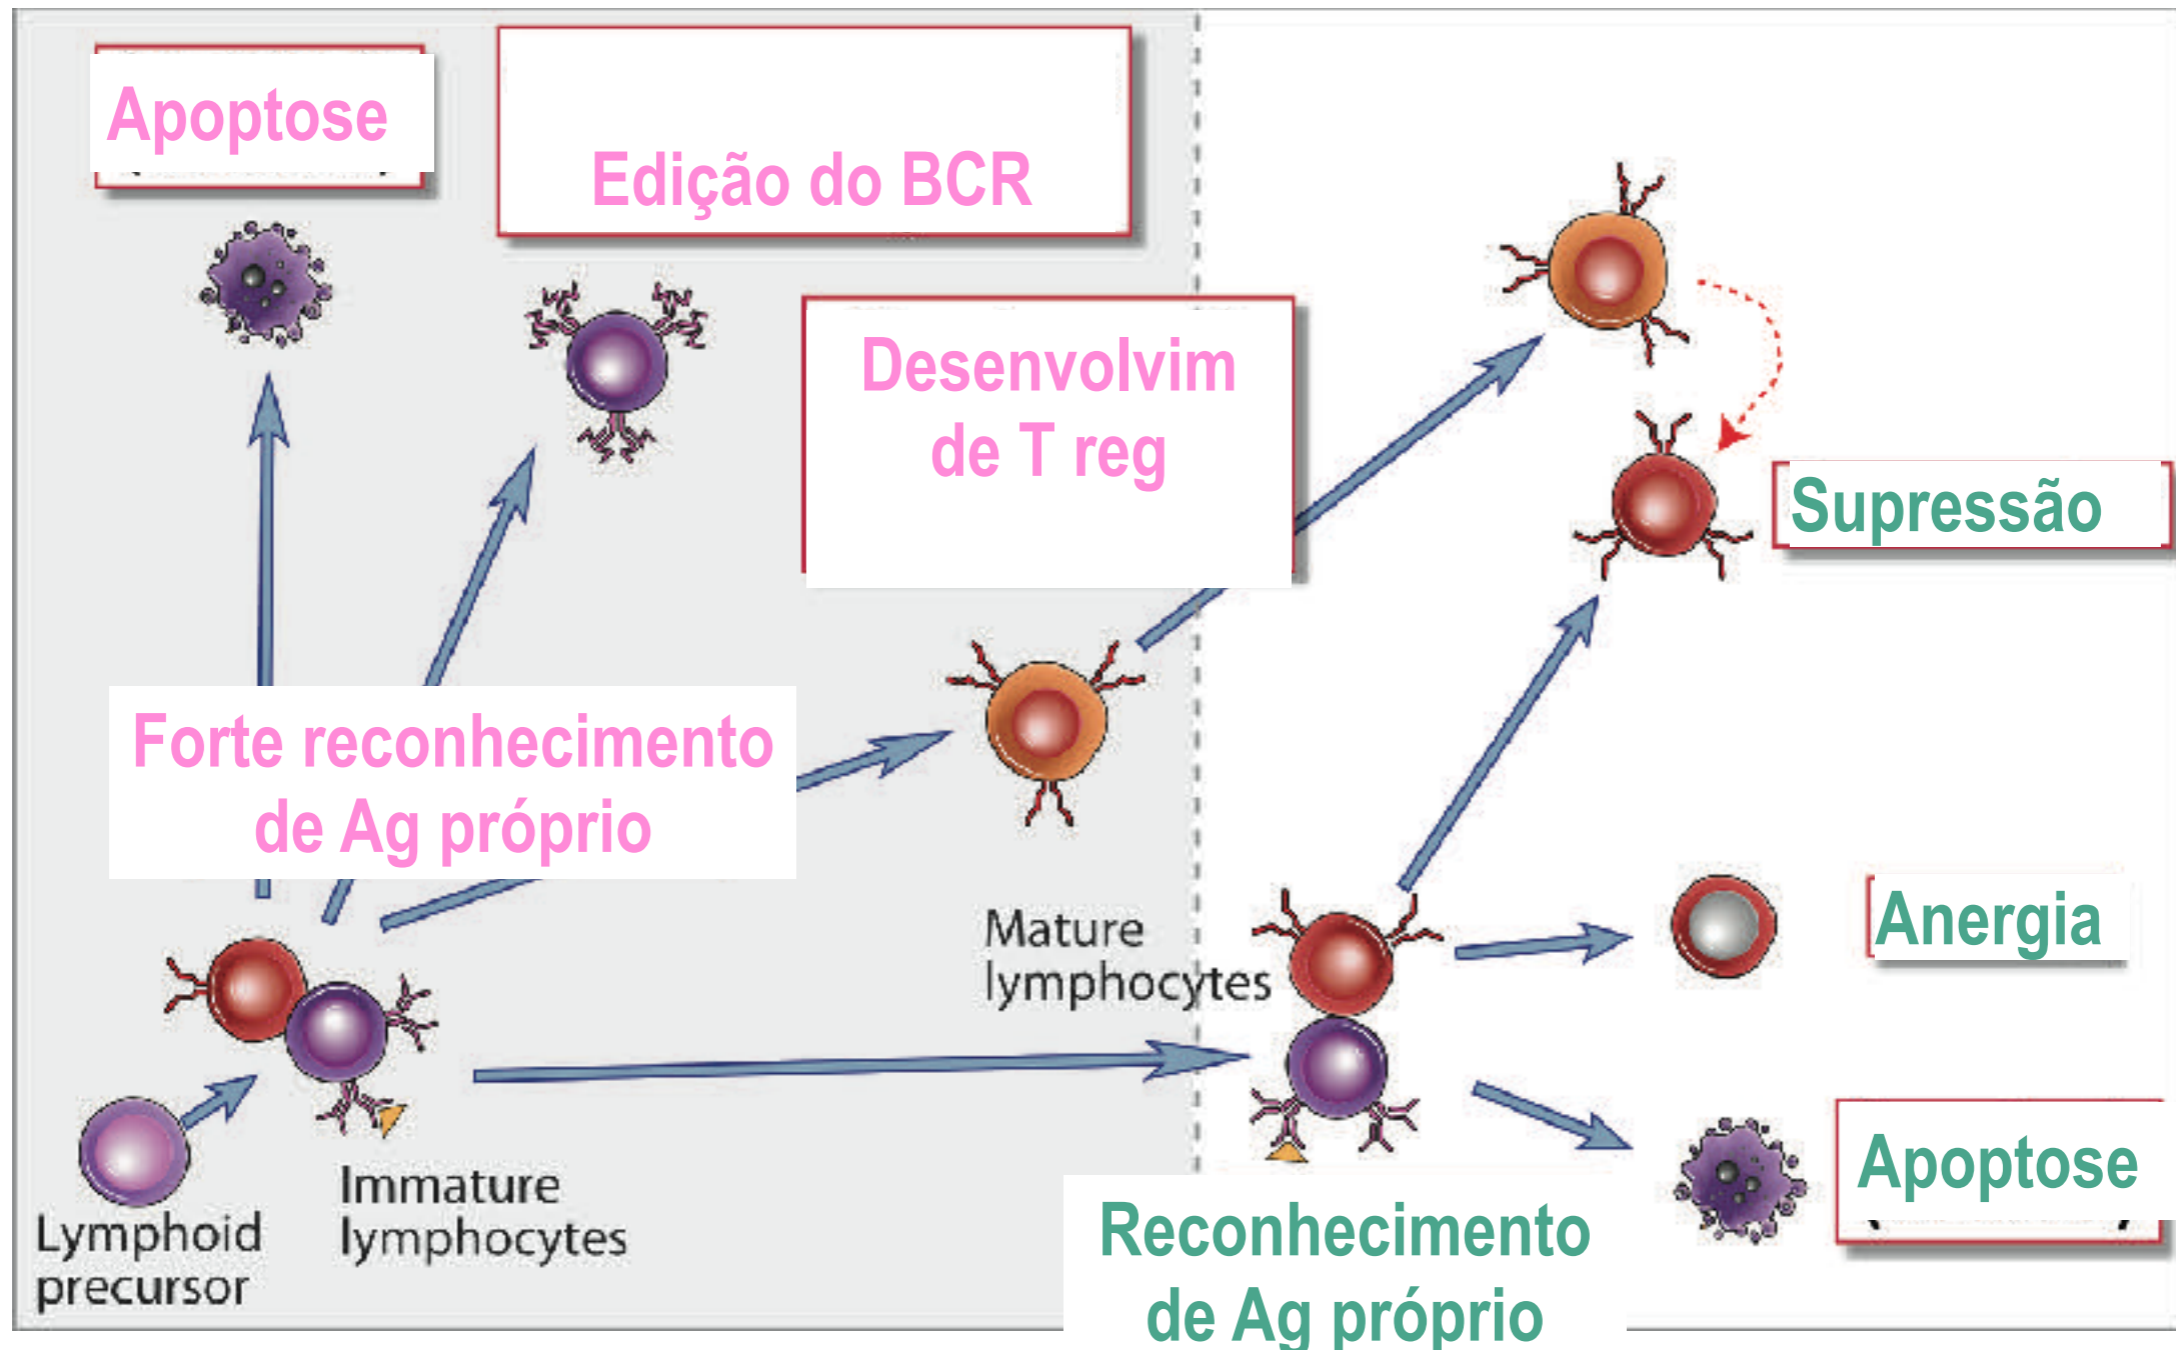 Apoptose
Edição do BCR
Desenvolvim
de T reg
Supressão
Forte reconhecimento
de Ag próprio
Mature
lymphocytes
Anergia
Immature
lymphocytes
Lymphoid
precursor
Apoptose
Reconhecimento
de Ag próprio